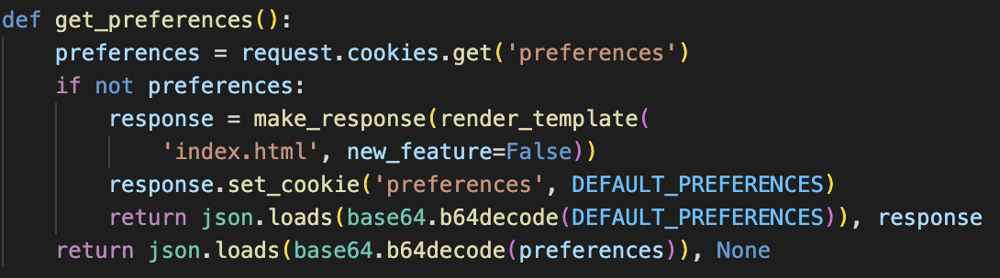 def get_preferences():
    preferences = request.cookies.get('preferences')
    if not preferences:
        response = make_response(render_template(
            'index.html', new_feature=False))
        response.set_cookie('preferences', DEFAULT_PREFERENCES)
        return json.loads(base64.b64decode(DEFAULT_PREFERENCES)), response
    return json.loads(base64.b64decode(preferences)), None